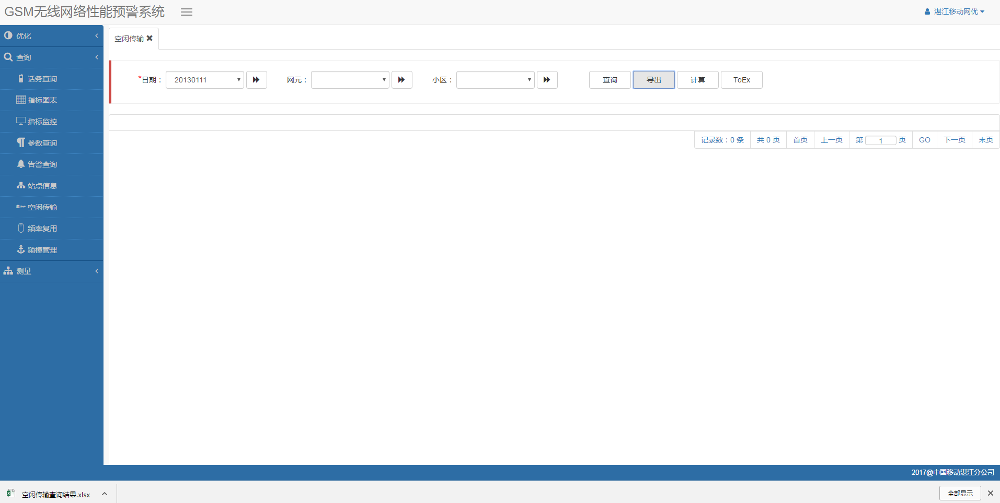 GSM无线网络性能预警系统
湛江移动网优
优化
查询
话务查询
指标图表
指标监控
参数查询
告警查询
站点信息
空闲传输
频率复用
频模管理
测量
空闲传输
*日期： 20130111 网元： 小区： 查询 导出 计算 ToEx
记录数：0 条 共 0 页 首页 上一页 第 1 页 GO 下一页 末页
2017@中国移动湛江分公司
空闲传输查询结果.xlsx 全部显示